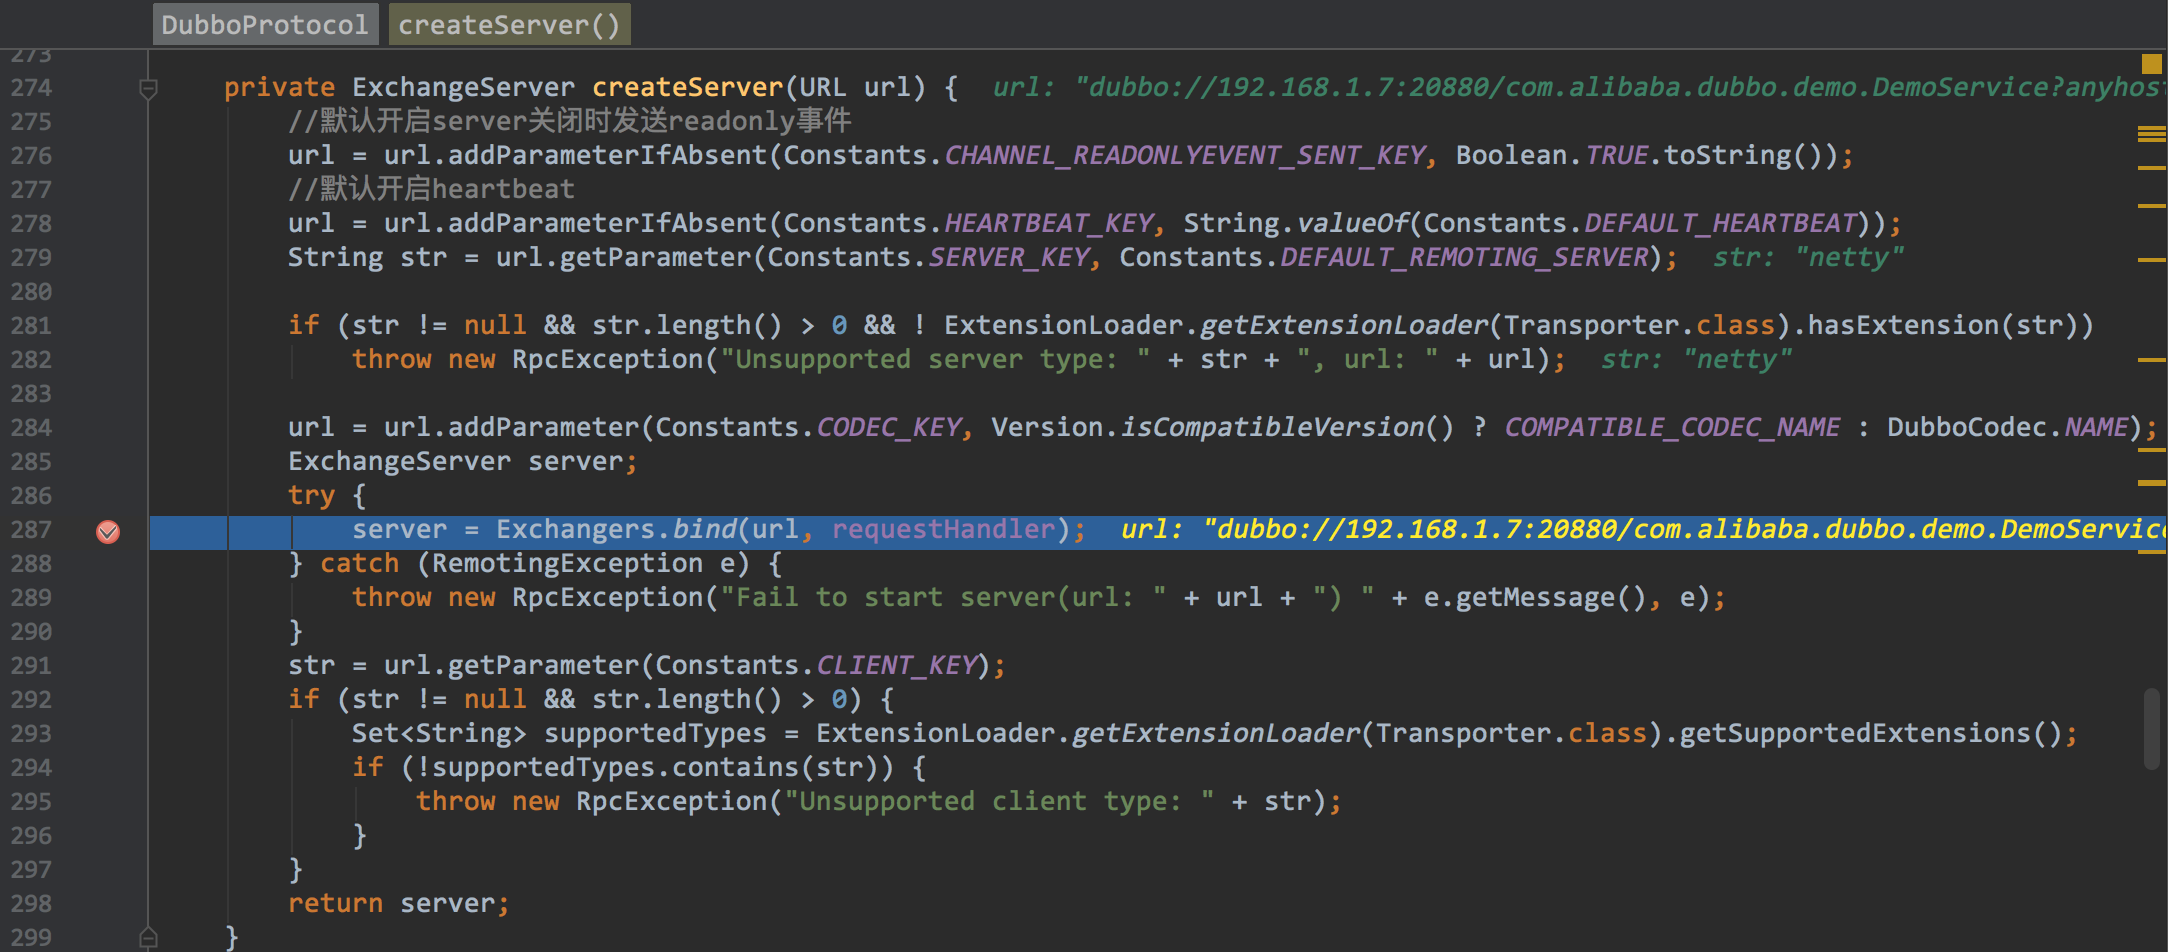 DubboProtocol createServer()
273
274 private ExchangeServer createServer(URL url) { url: "dubbo://192.168.1.7:20880/com.alibaba.dubbo.demo.DemoService?anyhos
275 //默认开启server关闭时发送readonly事件
276 url = url.addParameterIfAbsent(Constants.CHANNEL_READONLYEVENT_SENT_KEY, Boolean.TRUE.toString());
277 //默认开启heartbeat
278 url = url.addParameterIfAbsent(Constants.HEARTBEAT_KEY, String.valueOf(Constants.DEFAULT_HEARTBEAT));
279 String str = url.getParameter(Constants.SERVER_KEY, Constants.DEFAULT_REMOTING_SERVER); str: "netty"
280
281 if (str != null && str.length() > 0 && ! ExtensionLoader.getExtensionLoader(Transporter.class).hasExtension(str))
282 throw new RpcException("Unsupported server type: " + str + ", url: " + url); str: "netty"
283
284 url = url.addParameter(Constants.CODEC_KEY, Version.isCompatibleVersion() ? COMPATIBLE_CODEC_NAME : DubboCodec.NAME);
285 ExchangeServer server;
286 try {
287 server = Exchangers.bind(url, requestHandler); url: "dubbo://192.168.1.7:20880/com.alibaba.dubbo.demo.DemoServic
288 } catch (RemotingException e) {
289 throw new RpcException("Fail to start server(url: " + url + ") " + e.getMessage(), e);
290 }
291 str = url.getParameter(Constants.CLIENT_KEY);
292 if (str != null && str.length() > 0) {
293 Set<String> supportedTypes = ExtensionLoader.getExtensionLoader(Transporter.class).getSupportedExtensions();
294 if (!supportedTypes.contains(str)) {
295 throw new RpcException("Unsupported client type: " + str);
296 }
297 }
298 return server;
299 }